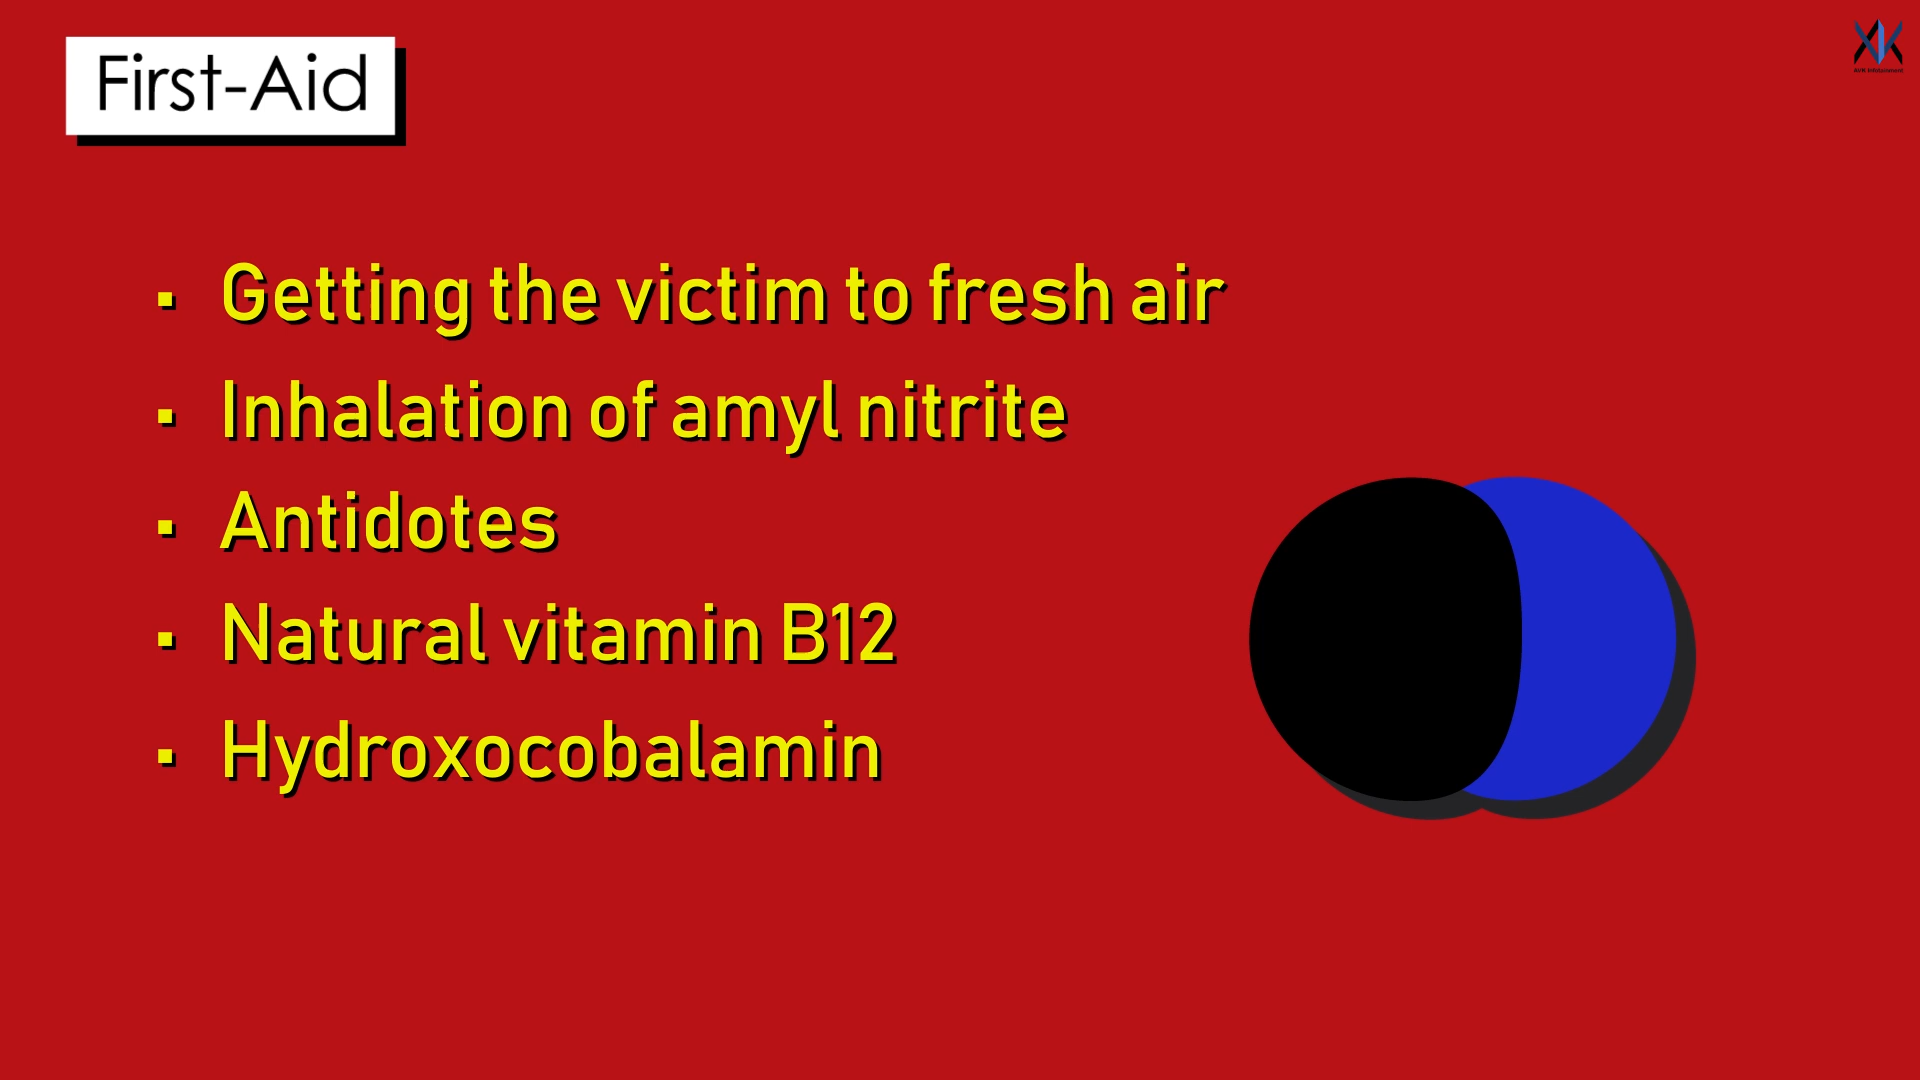 First-Aid
▪ Getting the victim to fresh air
▪ Inhalation of amyl nitrite
▪ Antidotes
▪ Natural vitamin B12
▪ Hydroxocobalamin